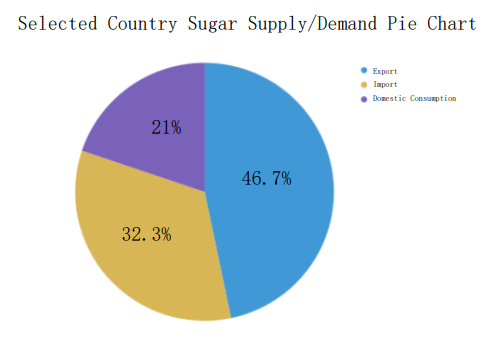 Selected Country Sugar Supply/Demand Pie Chart
Export
Import
Domestic Consumption
21%
46.7%
32.3%